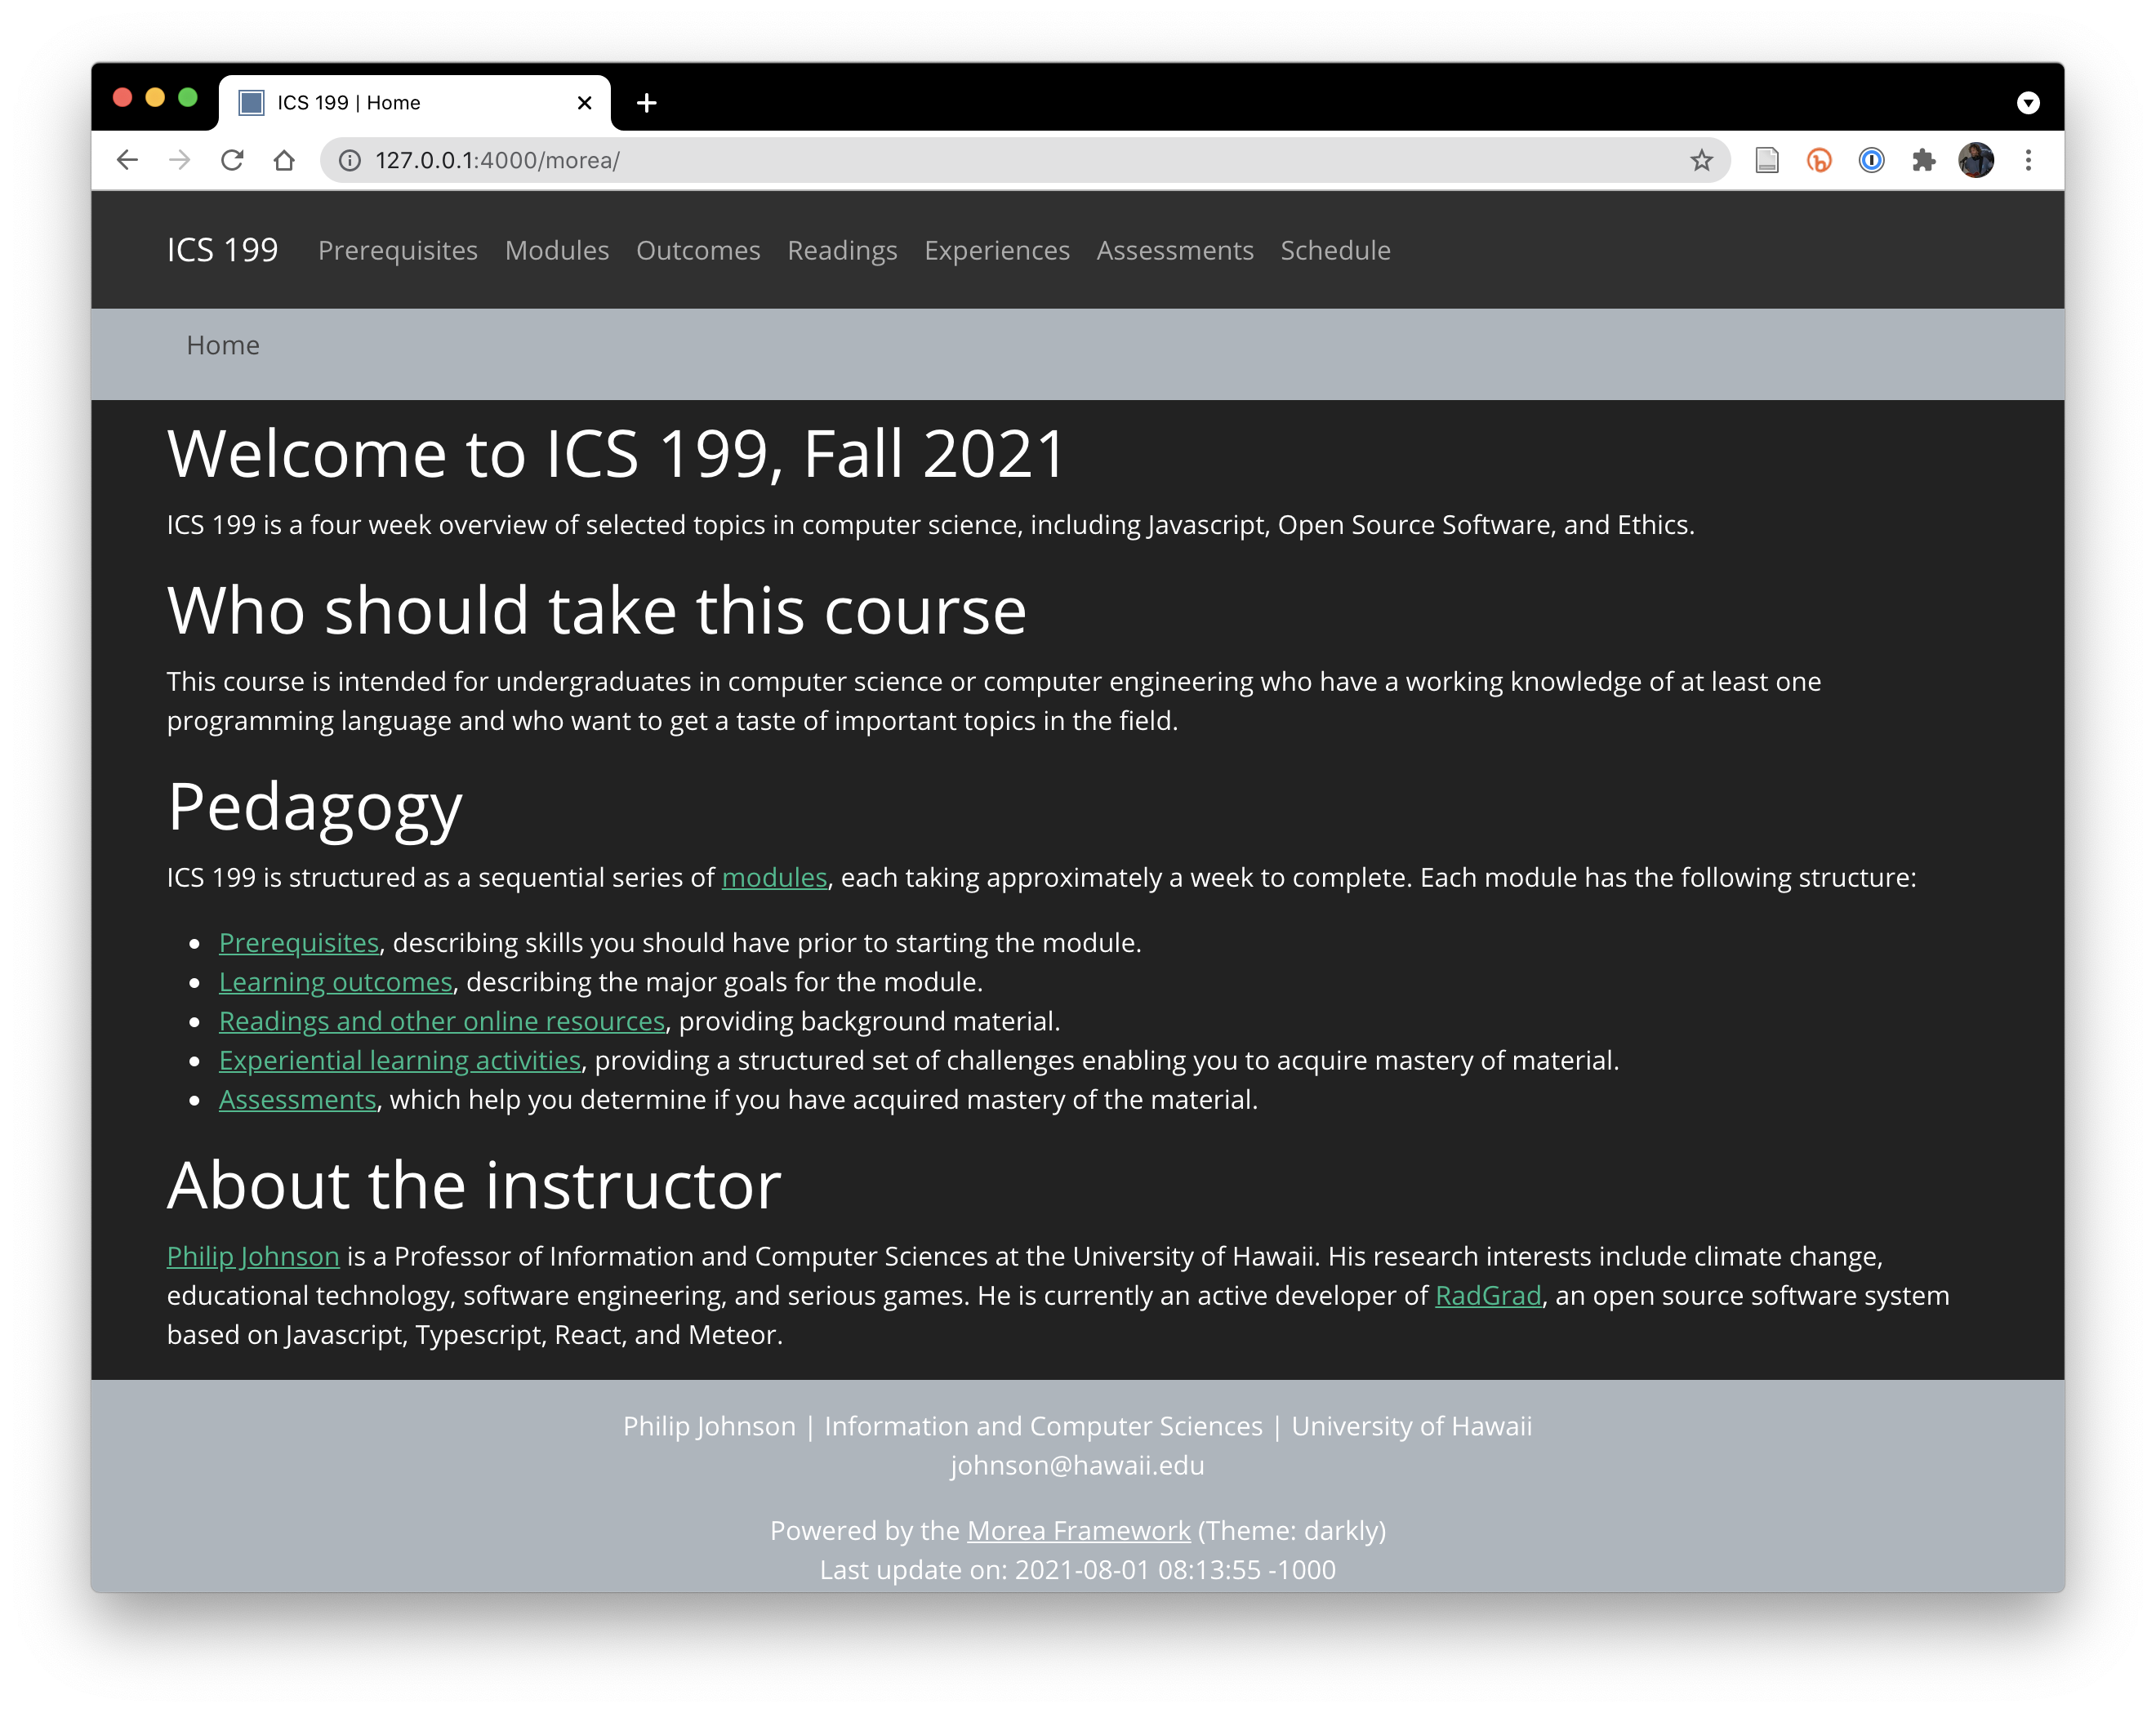 ICS 199 | Home
127.0.0.1:4000/morea/
ICS 199 Prerequisites Modules Outcomes Readings Experiences Assessments Schedule
Home
Welcome to ICS 199, Fall 2021
ICS 199 is a four week overview of selected topics in computer science, including Javascript, Open Source Software, and Ethics.
Who should take this course
This course is intended for undergraduates in computer science or computer engineering who have a working knowledge of at least one
programming language and who want to get a taste of important topics in the field.
Pedagogy
ICS 199 is structured as a sequential series of modules, each taking approximately a week to complete. Each module has the following structure:
• Prerequisites, describing skills you should have prior to starting the module.
• Learning outcomes, describing the major goals for the module.
• Readings and other online resources, providing background material.
• Experiential learning activities, providing a structured set of challenges enabling you to acquire mastery of material.
• Assessments, which help you determine if you have acquired mastery of the material.
About the instructor
Philip Johnson is a Professor of Information and Computer Sciences at the University of Hawaii. His research interests include climate change,
educational technology, software engineering, and serious games. He is currently an active developer of RadGrad, an open source software system
based on Javascript, Typescript, React, and Meteor.
Philip Johnson | Information and Computer Sciences | University of Hawaii
johnson@hawaii.edu
Powered by the Morea Framework (Theme: darkly)
Last update on: 2021-08-01 08:13:55 -1000